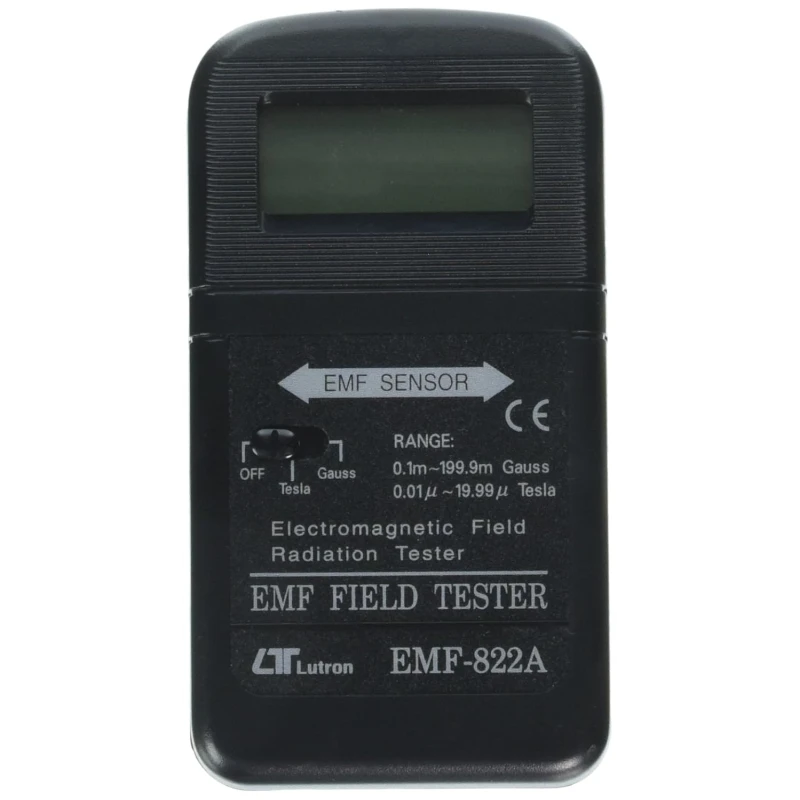 EMF SENSOR
CE
RANGE:
0.1m~199.9m Gauss
0.01μ~19.99μ Tesla
OFF
Tesla
Gauss
Electromagnetic Field
Radiation Tester
EMF FIELD TESTER
LT Lutron EMF-822A